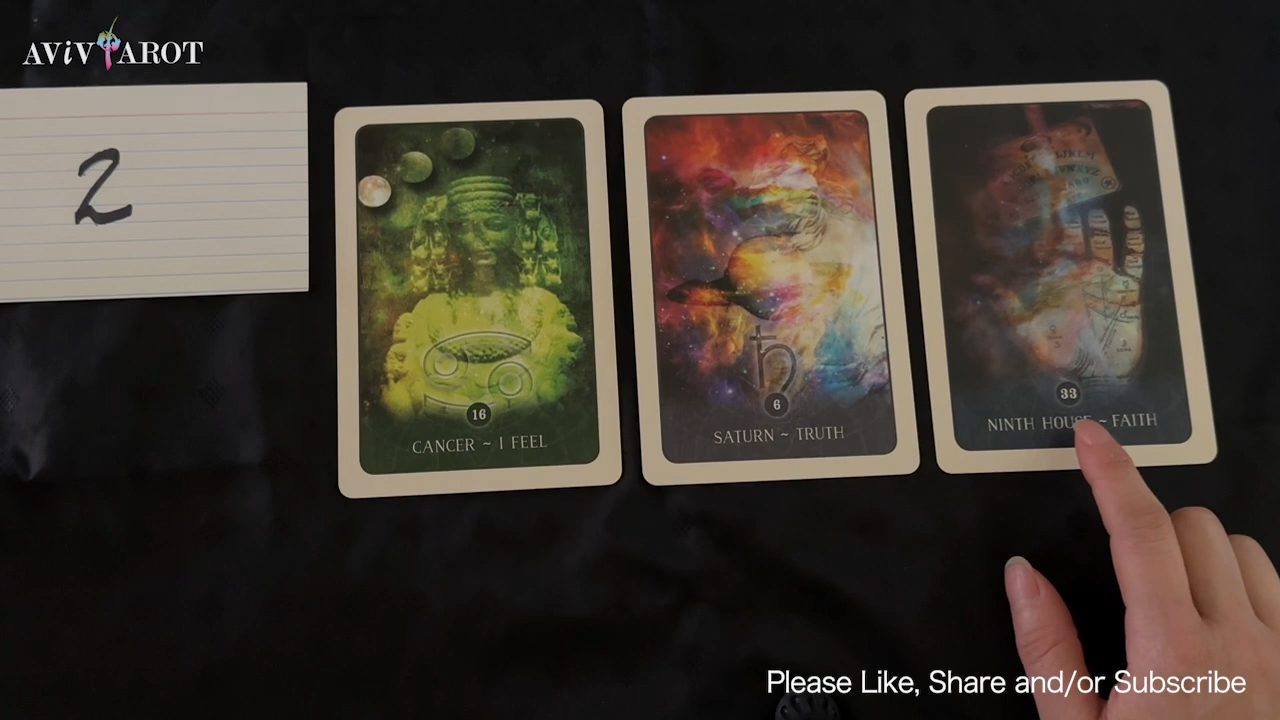 AViVTAROT
2
16
CANCER ~ I FEEL
6
SATURN ~ TRUTH
33
NINTH HOUSE ~ FAITH
Please Like, Share and/or Subscribe